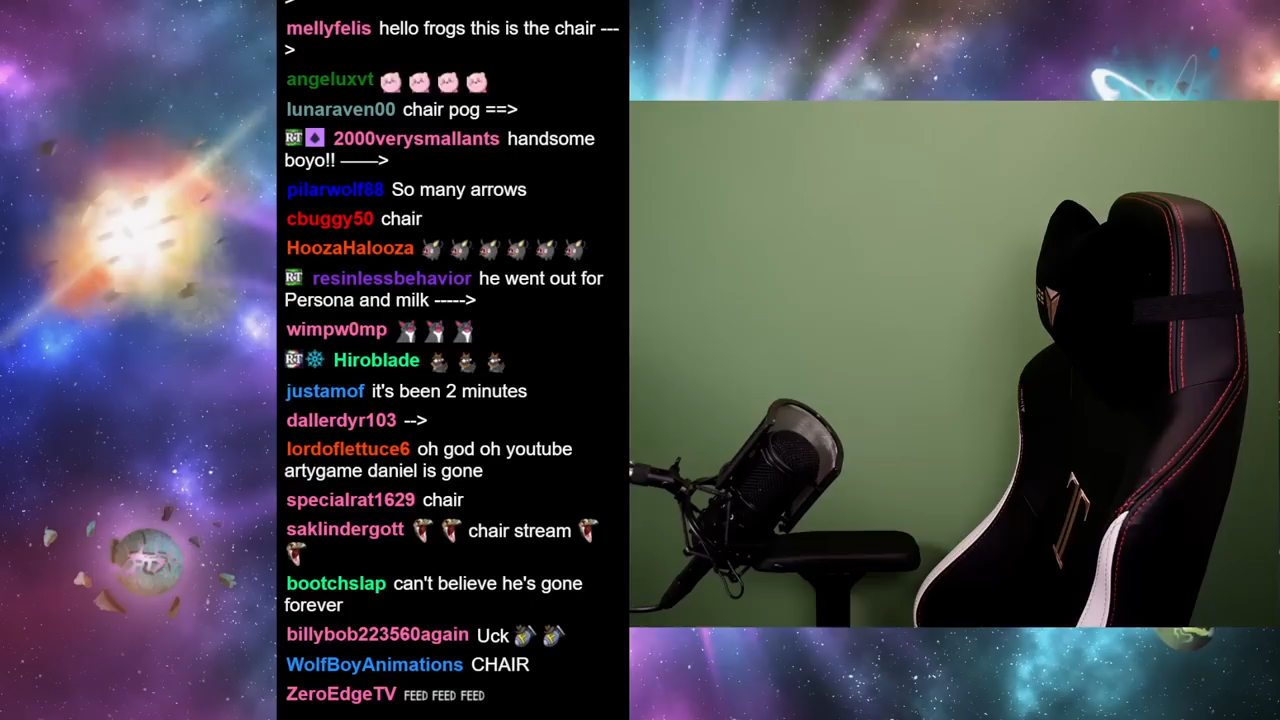 >
mellyfelis hello frogs this is the chair ---
>
angeluxvt
lunaraven00 chair pog ==>
RT 2000verysmallants handsome
boyo!! ——>
pilarwolf88 So many arrows
cbuggy50 chair
HoozaHalooza
RT resinlessbehavior he went out for
Persona and milk ----->
wimpw0mp
RT Hiroblade
justamof it's been 2 minutes
dallerdyr103 -->
lordoflettuce6 oh god oh youtube
artygame daniel is gone
specialrat1629 chair
saklindergott chair stream
bootchslap can't believe he's gone
forever
billybob223560again Uck
WolfBoyAnimations CHAIR
ZeroEdgeTV FEED FEED FEED